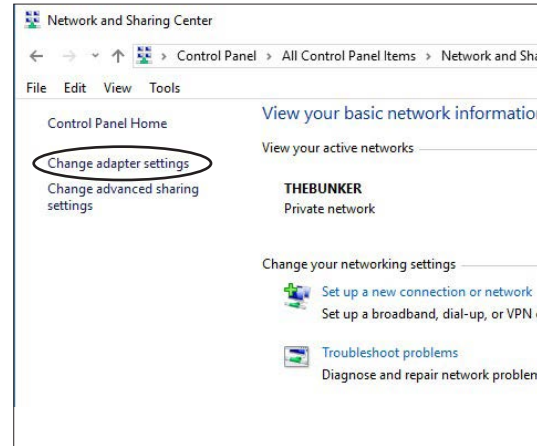 Network and Sharing Center
Control Panel > All Control Panel Items > Network and Sha
File Edit View Tools
Control Panel Home
Change adapter settings
Change advanced sharing
settings
View your basic network information
View your active networks
THEBUNKER
Private network
Change your networking settings
Set up a new connection or network
Set up a broadband, dial-up, or VPN
Troubleshoot problems
Diagnose and repair network problem